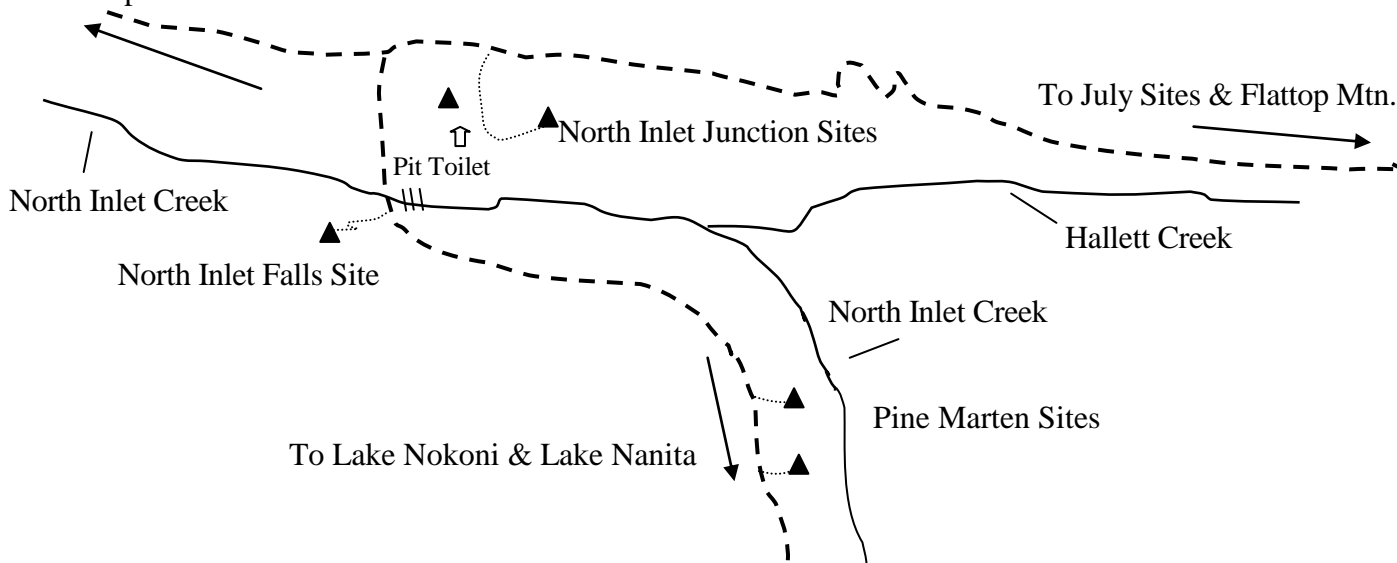 To July Sites & Flattop Mtn.
North Inlet Junction Sites
Pit Toilet
North Inlet Creek
Hallett Creek
North Inlet Falls Site
North Inlet Creek
Pine Marten Sites
To Lake Nokoni & Lake Nanita